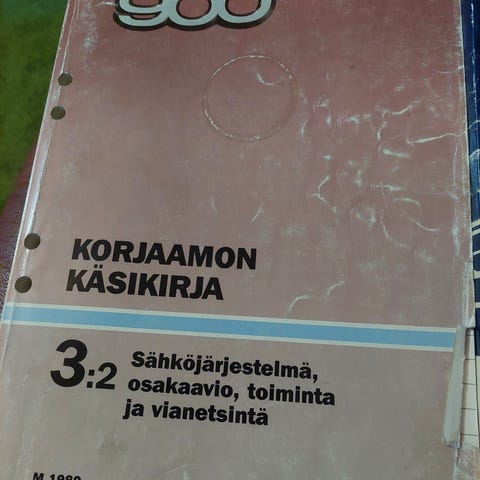 900
KORJAAMON
KÄSIKIRJA
3:2 Sähköjärjestelmä,
osakaavio, toiminta
ja vianetsintä